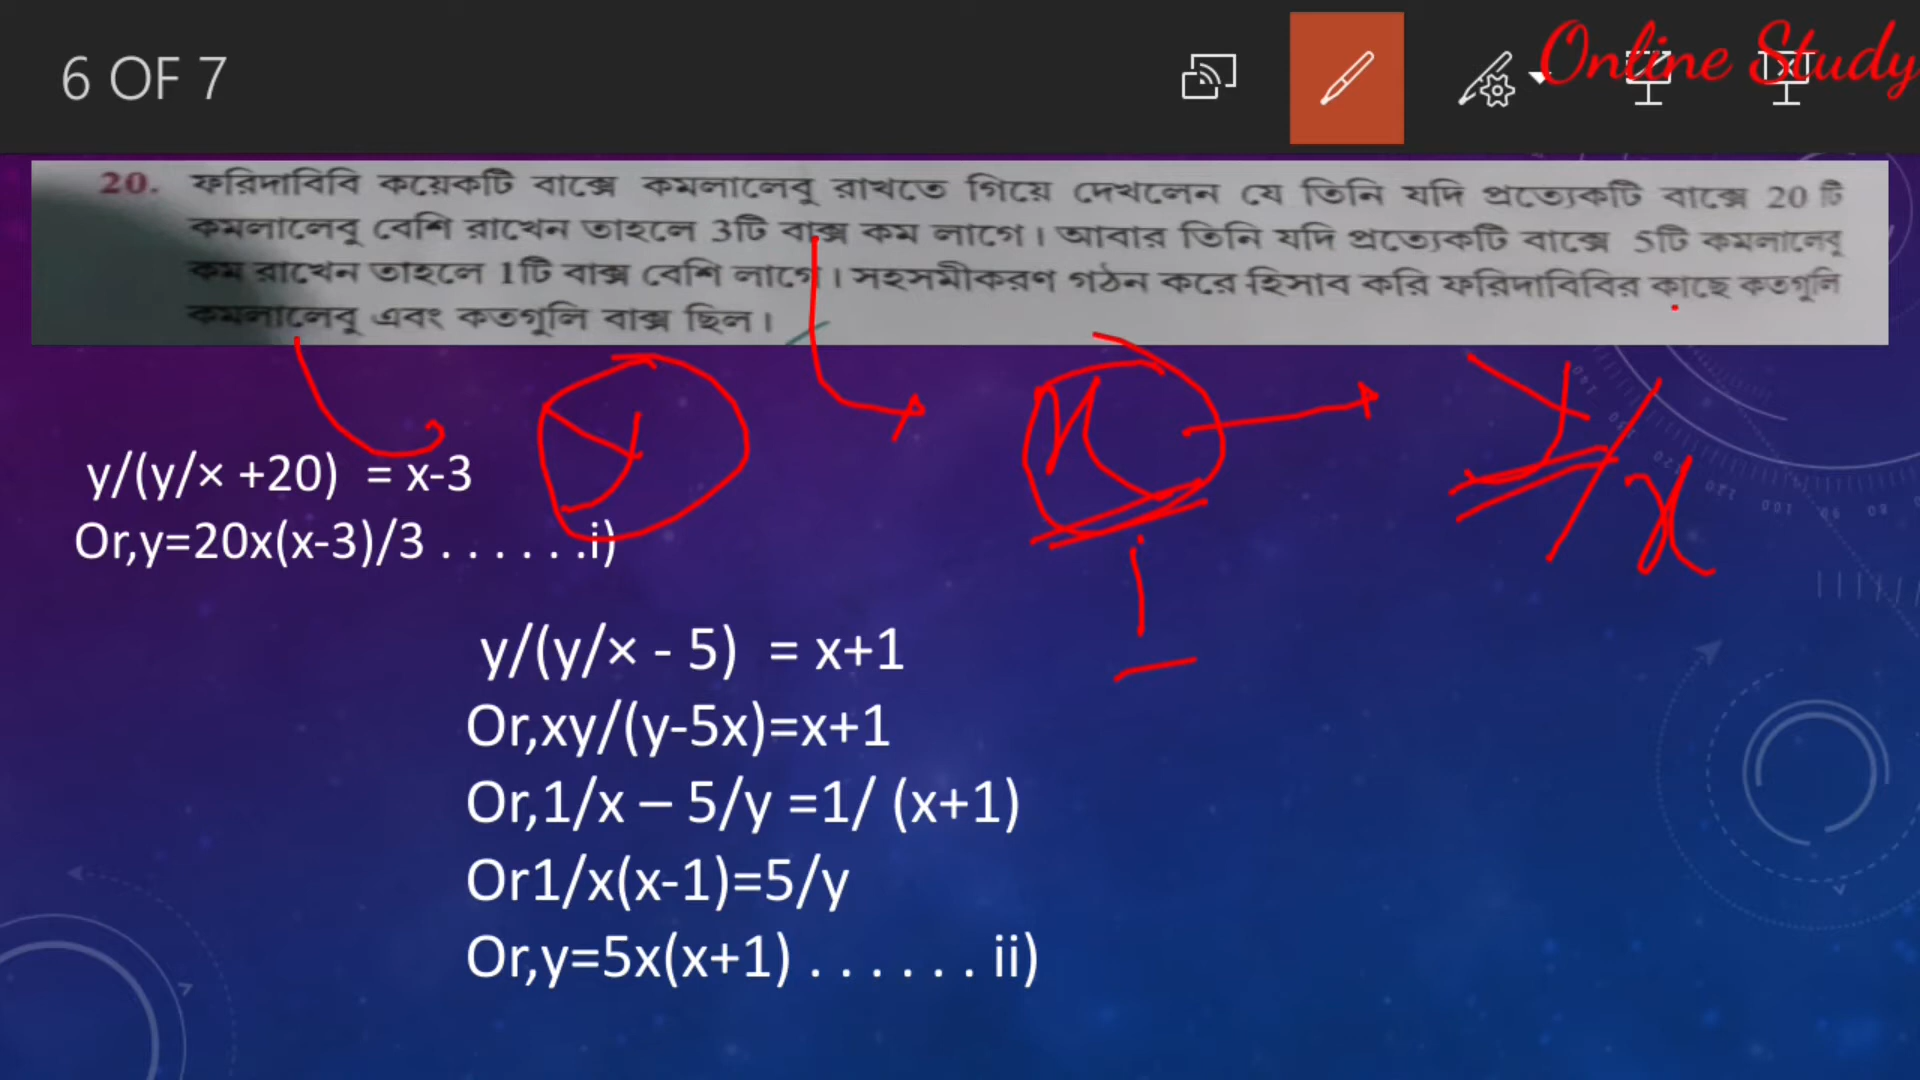 6 OF 7
Online Study
20. ফরিদাবিবি কয়েকটি বাক্সে কমলালেবু রাখতে গিয়ে দেখলেন যে তিনি যদি প্রত্যেকটি বাক্সে 20 টি
কমলালেবু বেশি রাখেন তাহলে 3টি বাক্স কম লাগে। আবার তিনি যদি প্রত্যেকটি বাক্সে 5টি কমলালেবু
কম রাখেন তাহলে 1টি বাক্স বেশি লাগে। সহসমীকরণ গঠন করে হিসাব করি ফরিদাবিবির কাছে কতগুলি
কমলালেবু এবং কতগুলি বাক্স ছিল।
y
x
y/x
y/(y/× +20) = x-3
Or,y=20x(x-3)/3 . . . . . .i)
y/(y/× - 5) = x+1
Or,xy/(y-5x)=x+1
Or,1/x – 5/y =1/ (x+1)
Or1/x(x-1)=5/y
Or,y=5x(x+1) . . . . . . ii)